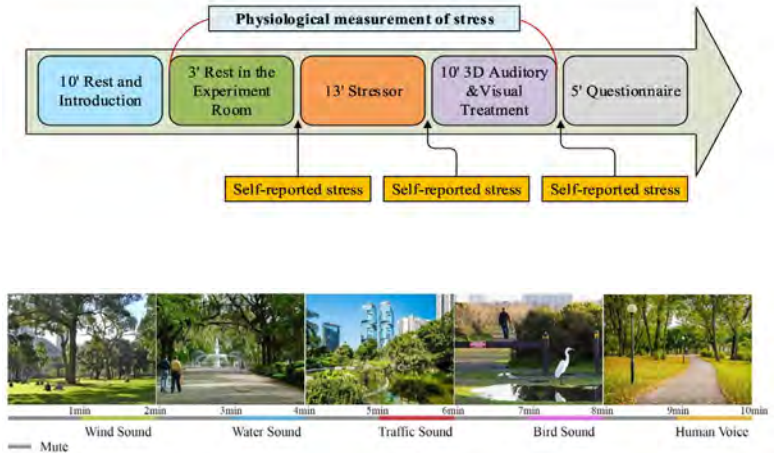 Physiological measurement of stress
10' Rest and
Introduction
3' Rest in the
Experiment
Room
13' Stressor
10' 3D Auditory
&Visual
Treatment
5' Questionnaire
Self-reported stress
Self-reported stress
Self-reported stress
1min
2min
3min
4min
5min
6min
7min
8min
9min
10min
Wind Sound
Water Sound
Traffic Sound
Bird Sound
Human Voice
Mute